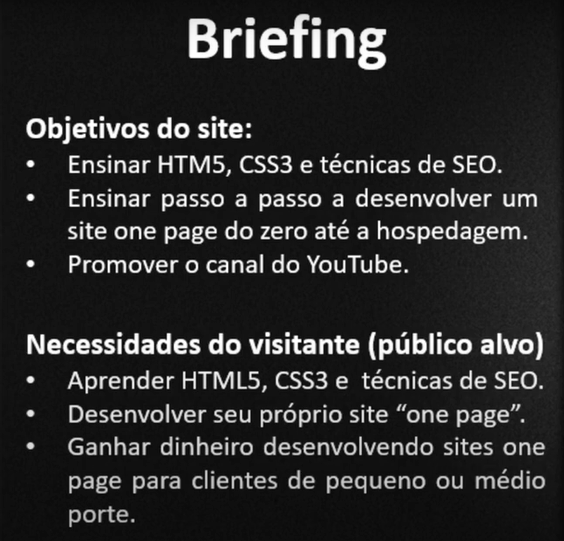 Briefing
Objetivos do site:
• Ensinar HTM5, CSS3 e técnicas de SEO.
• Ensinar passo a passo a desenvolver um
site one page do zero até a hospedagem.
• Promover o canal do YouTube.
Necessidades do visitante (público alvo)
• Aprender HTML5, CSS3 e técnicas de SEO.
• Desenvolver seu próprio site “one page”.
• Ganhar dinheiro desenvolvendo sites one
page para clientes de pequeno ou médio
porte.